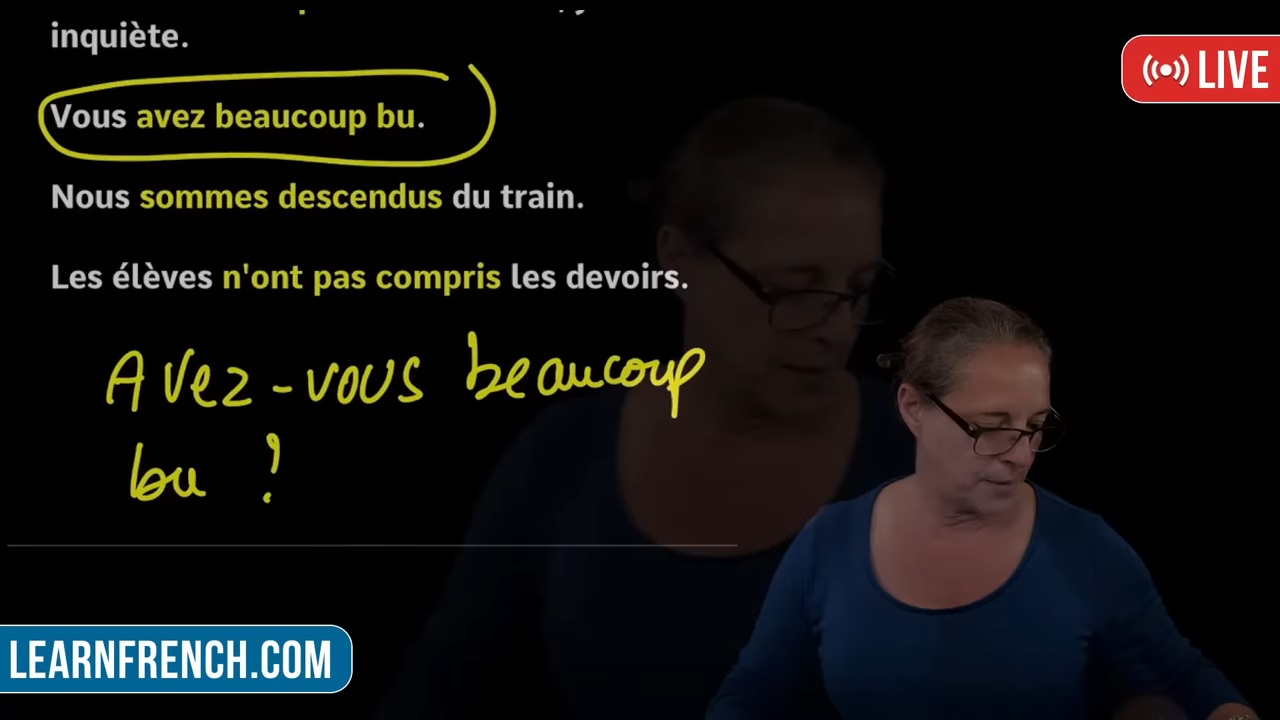 inquiète.
LIVE
Vous avez beaucoup bu.
Nous sommes descendus du train.
Les élèves n'ont pas compris les devoirs.
Avez-vous beaucoup
bu ?
LEARNFRENCH.COM